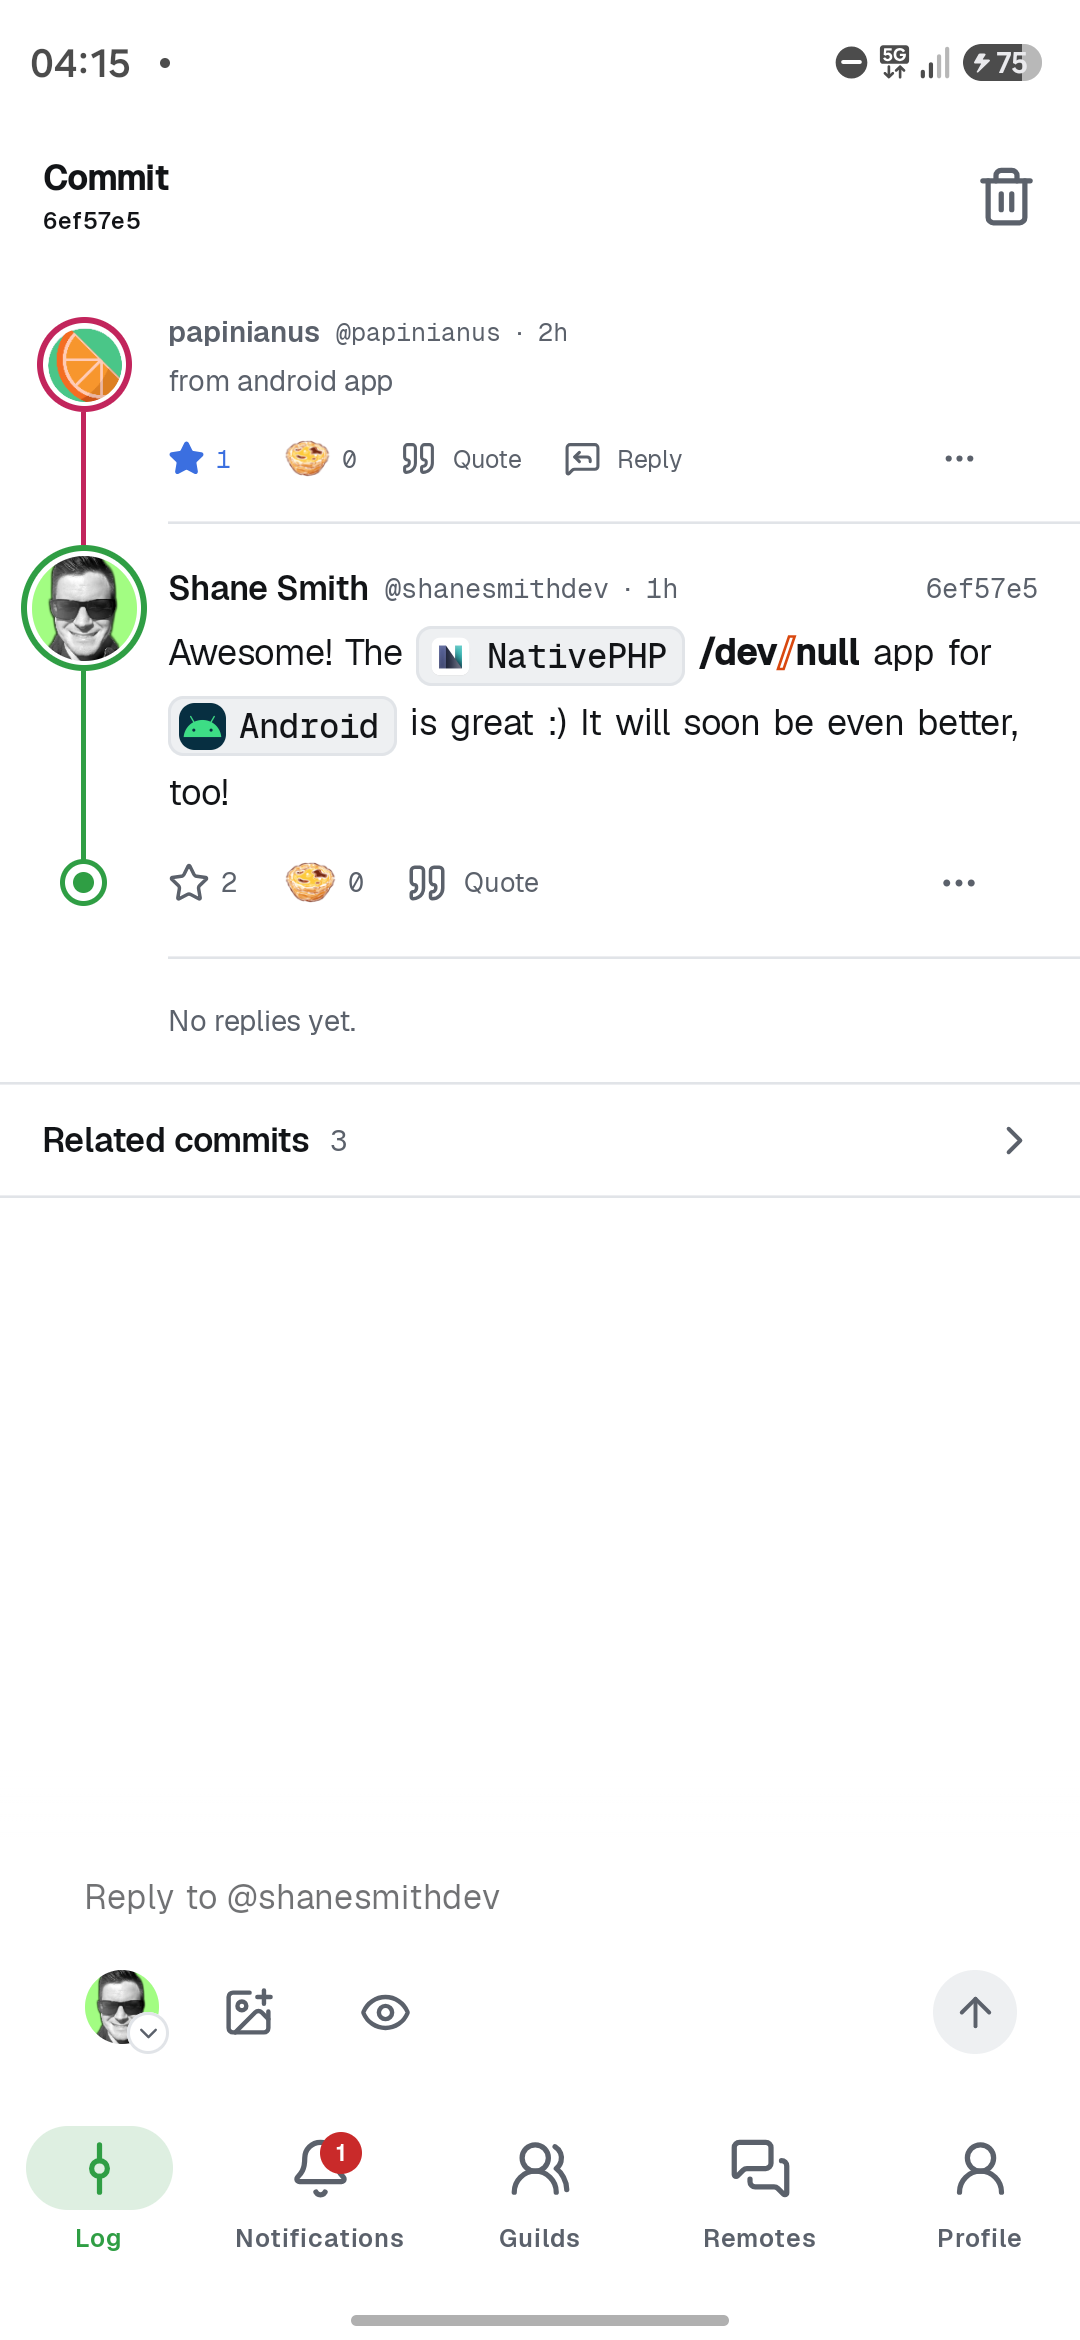 04:15
5G
75
Commit
6ef57e5
papinianus @papinianus · 2h
from android app
1 0 Quote Reply
Shane Smith @shanesmithdev · 1h 6ef57e5
Awesome! The NativePHP /dev//null app for
Android is great :) It will soon be even better,
too!
2 0 Quote
No replies yet.
Related commits 3
Reply to @shanesmithdev
1
Log Notifications Guilds Remotes Profile